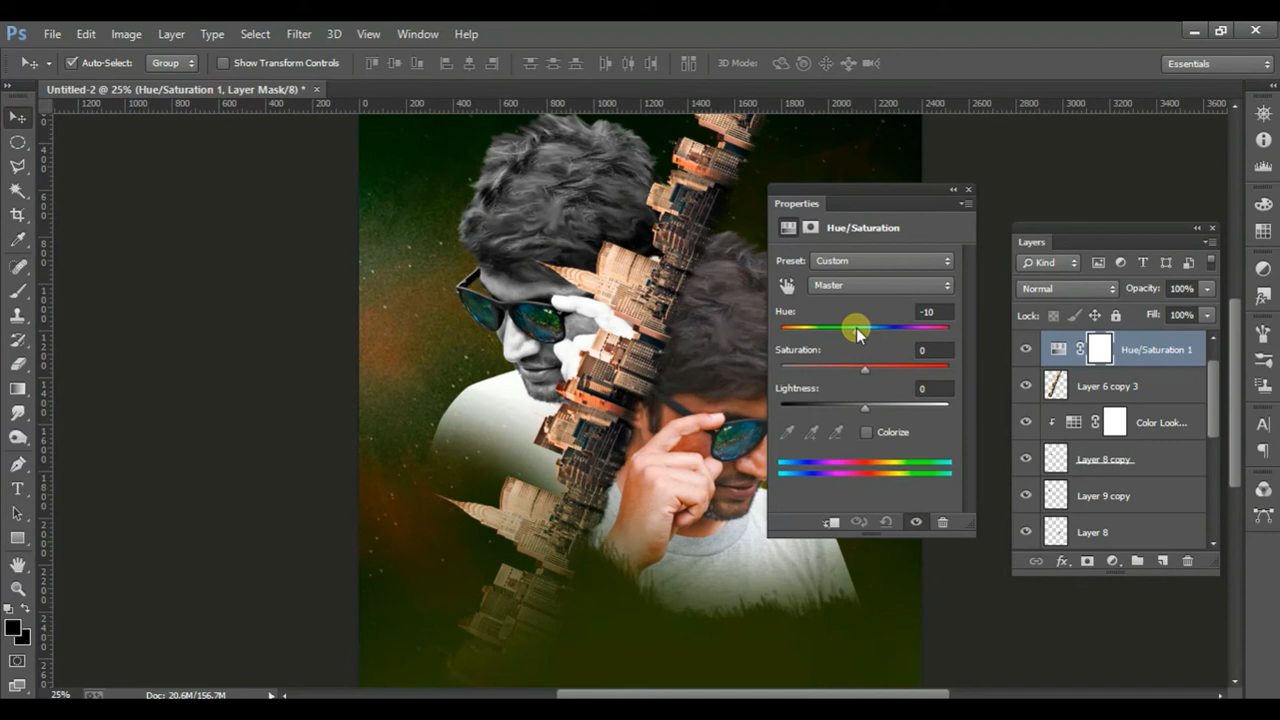 Ps File Edit Image Layer Type Select Filter 3D View Window Help
Auto-Select: Group Show Transform Controls 3D Mode: Essentials
Untitled-2 @ 25% (Hue/Saturation 1, Layer Mask/8) * ×
1200 1000 800 600 400 200 0 200 400 600 800 1000 1200 1400 1600 1800 2000 2200 2400 2600 2800 3000 3200 3400 3600
Properties
Hue/Saturation
Preset: Custom
Master
Hue: -10
Saturation: 0
Lightness: 0
Colorize
Layers
Kind
Normal Opacity: 100%
Lock: Fill: 100%
Hue/Saturation 1
Layer 6 copy 3
Color Look...
Layer 8 copy
Layer 9 copy
Layer 8
fx
25% Doc: 20.6M/156.7M